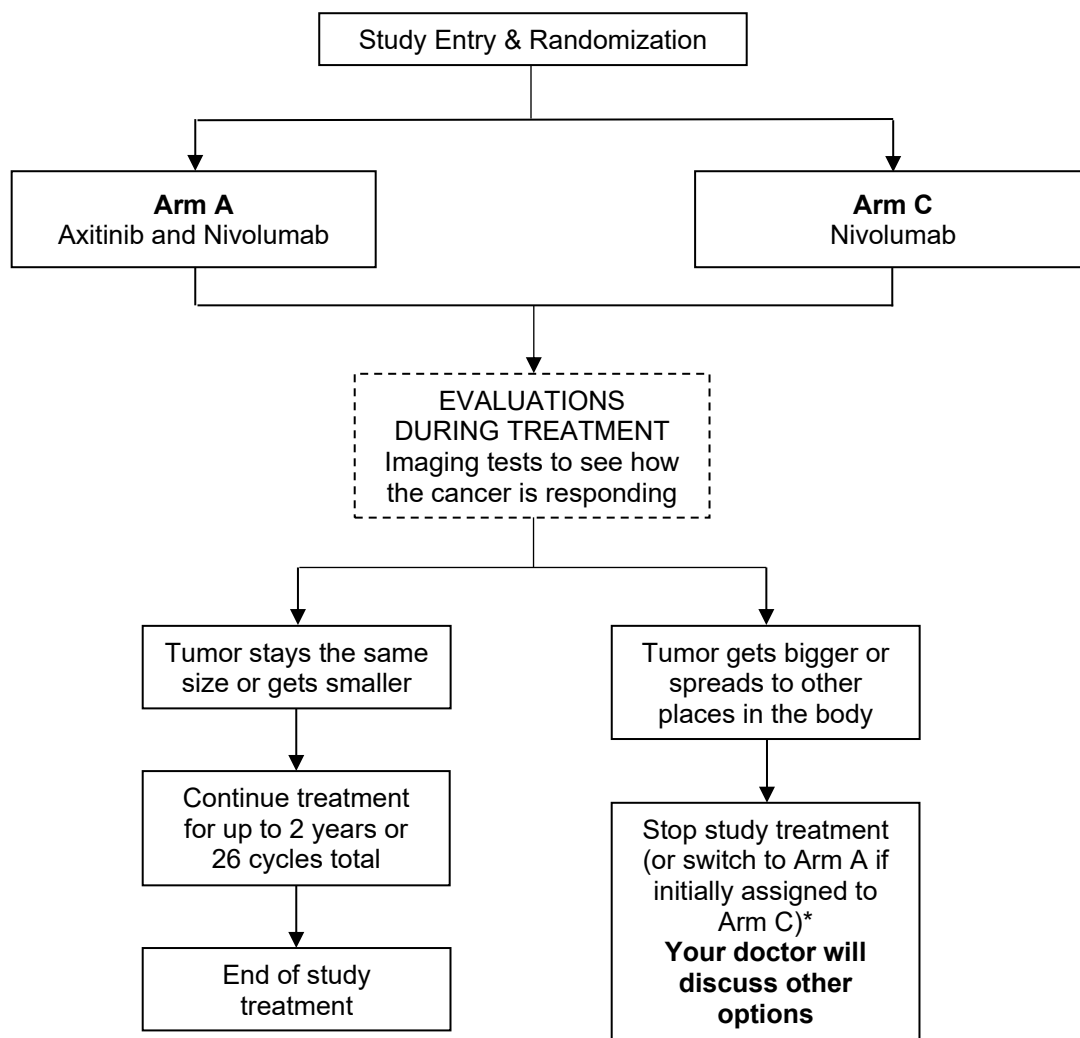 Study Entry & Randomization
Arm A
Axitinib and Nivolumab
Arm C
Nivolumab
EVALUATIONS
DURING TREATMENT
Imaging tests to see how
the cancer is responding
Tumor stays the same
size or gets smaller
Tumor gets bigger or
spreads to other
places in the body
Continue treatment
for up to 2 years or
26 cycles total
Stop study treatment
(or switch to Arm A if
initially assigned to
Arm C)*
Your doctor will
discuss other
options
End of study
treatment